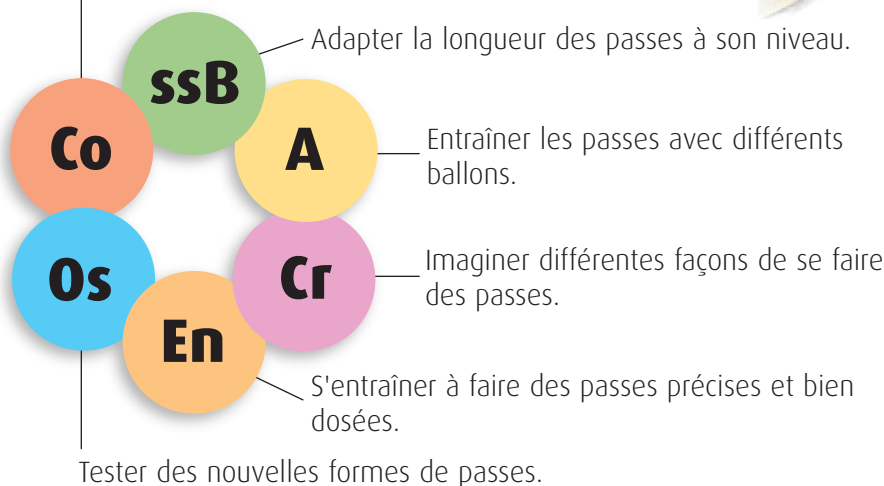 ssB
Adapter la longueur des passes à son niveau.
Co
A
Entraîner les passes avec différents
ballons.
Os
Cr
Imaginer différentes façons de se faire
des passes.
En
S'entraîner à faire des passes précises et bien
dosées.
Tester des nouvelles formes de passes.